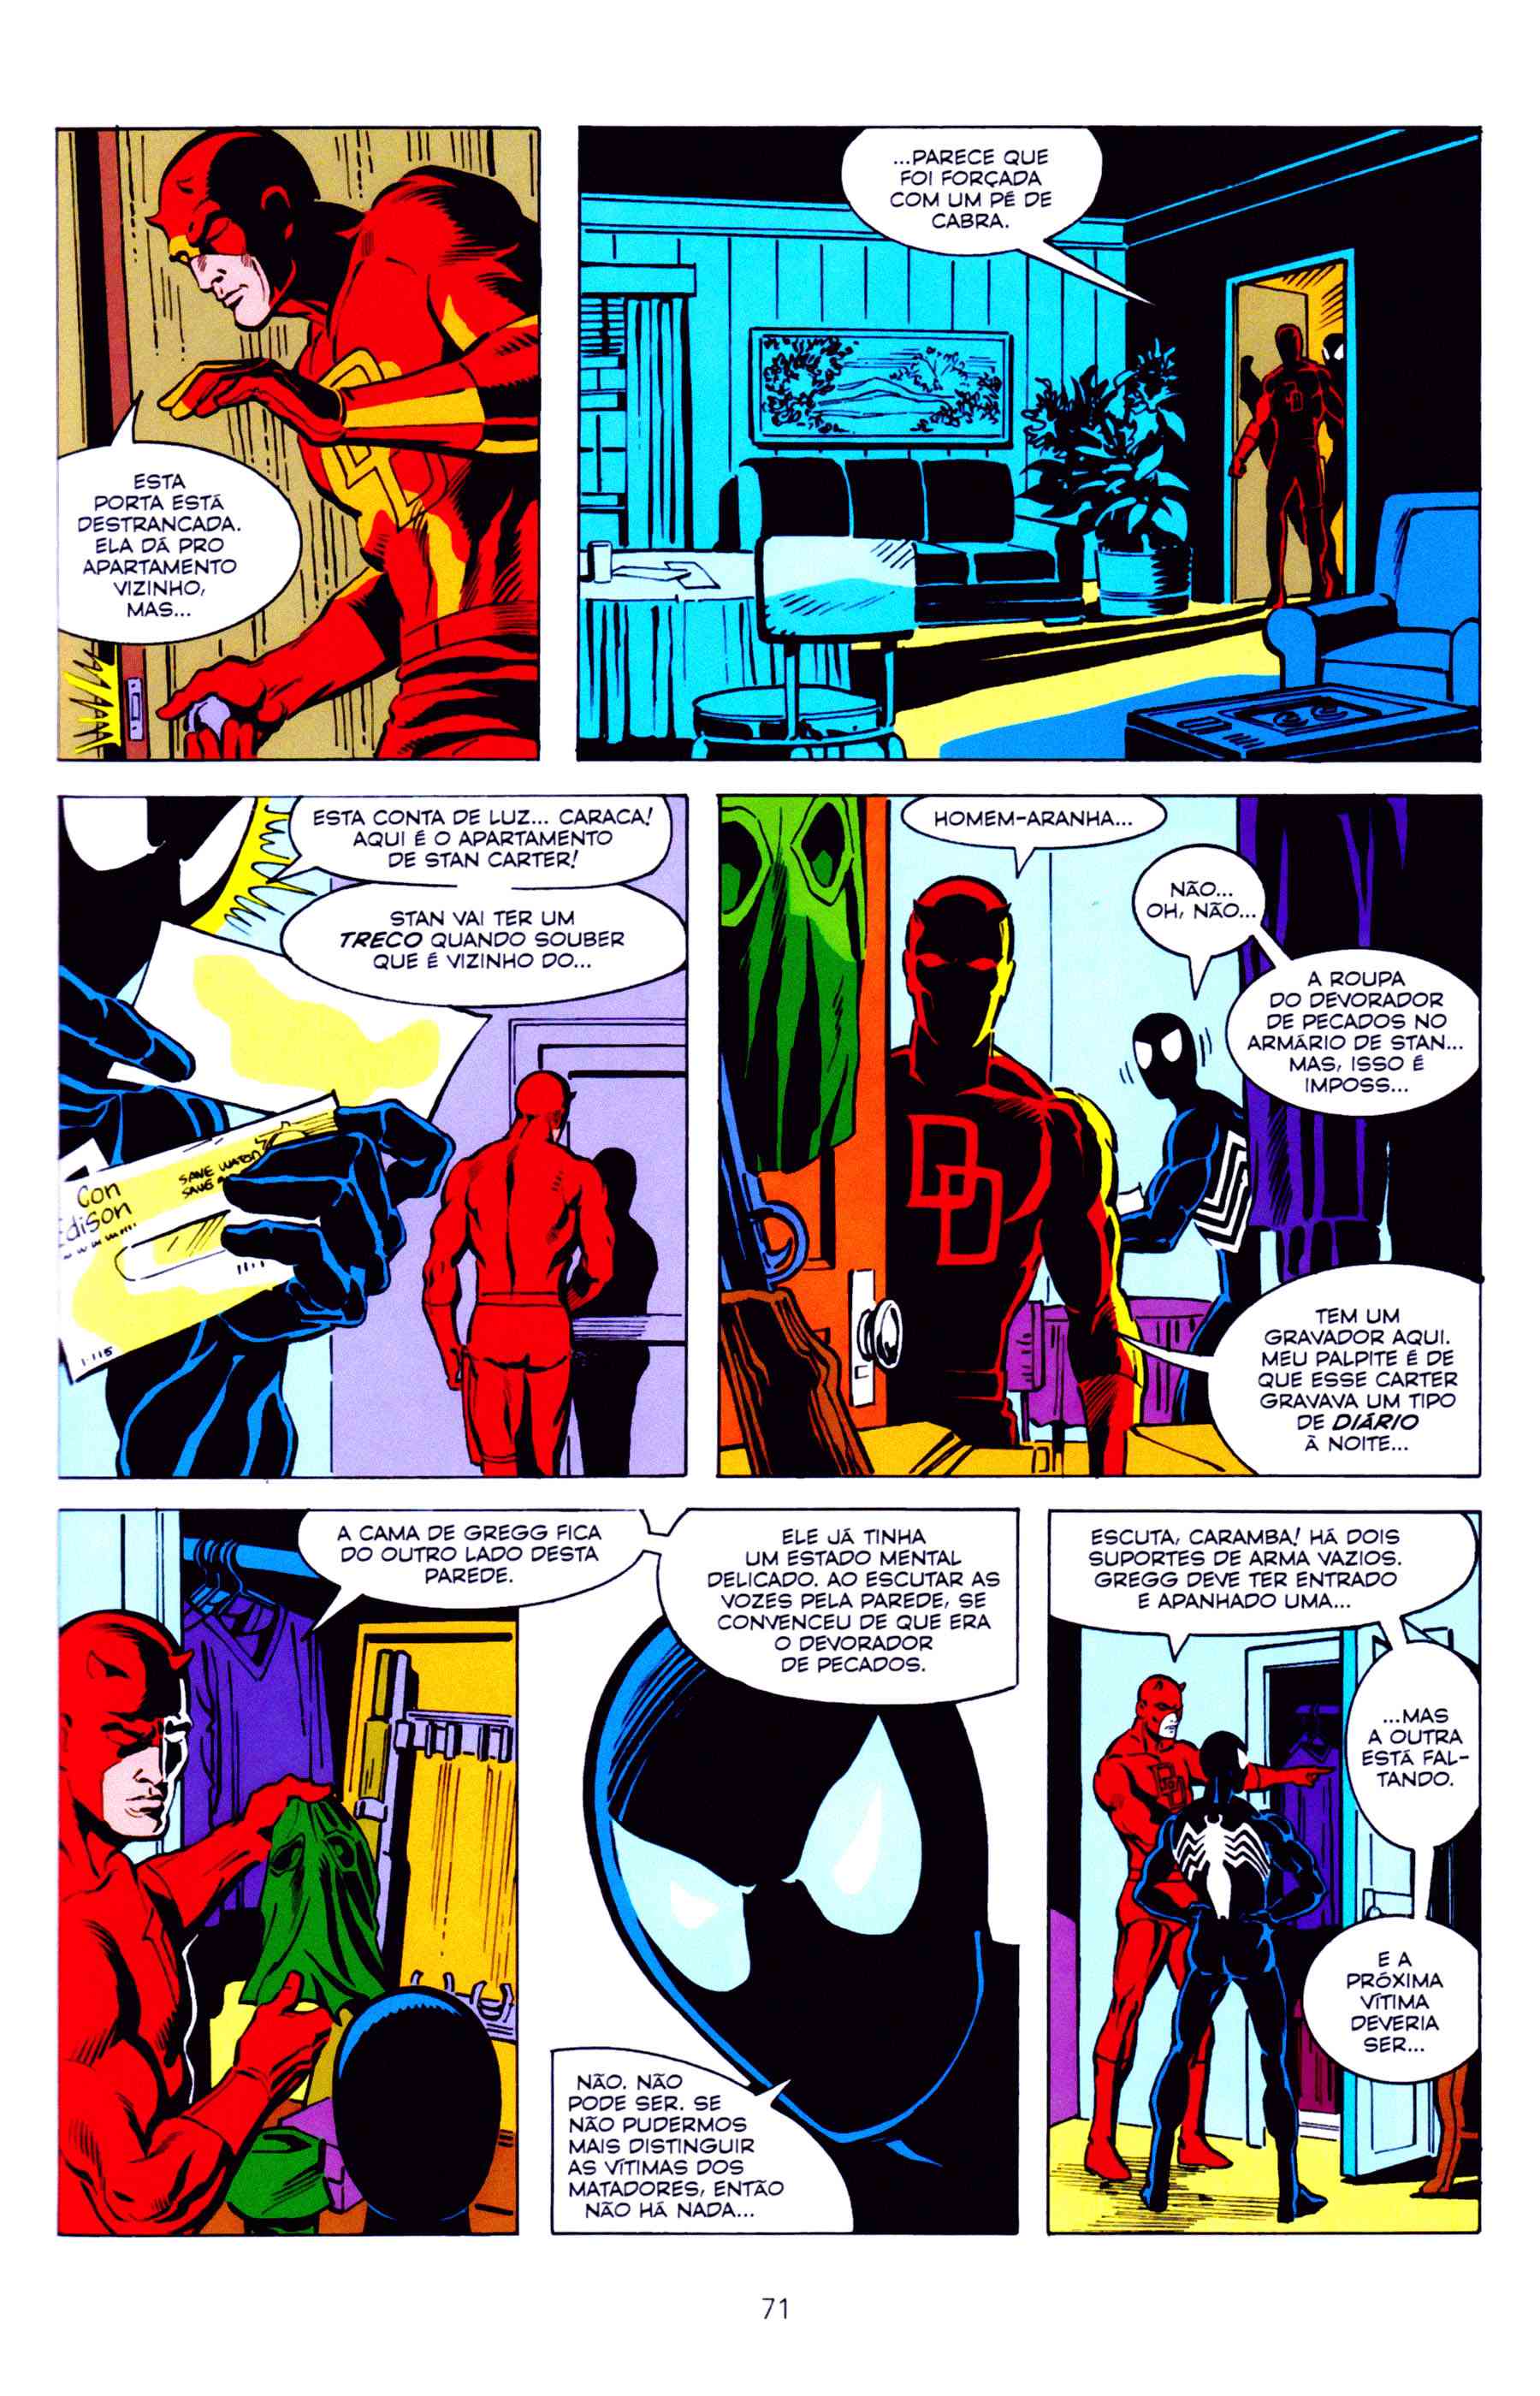 ESTA
PORTA ESTÁ
DESTRANCADA.
ELA DÁ PRO
APARTAMENTO
VIZINHO,
MAS...
...PARECE QUE
FOI FORÇADA
COM UM PÉ DE
CABRA.
ESTA CONTA DE LUZ... CARACA!
AQUI É O APARTAMENTO
DE STAN CARTER!
STAN VAI TER UM
TRECO QUANDO SOUBER
QUE É VIZINHO DO...
Con
Edison
SAVE
1-115
HOMEM-ARANHA...
NÃO...
OH, NÃO...
A ROUPA
DO DEVORADOR
DE PECADOS NO
ARMÁRIO DE STAN...
MAS, ISSO É
IMPOSS...
DD
TEM UM
GRAVADOR AQUI.
MEU PALPITE É DE
QUE ESSE CARTER
GRAVAVA UM TIPO
DE DIÁRIO
À NOITE...
A CAMA DE GREGG FICA
DO OUTRO LADO DESTA
PAREDE.
ELE JÁ TINHA
UM ESTADO MENTAL
DELICADO. AO ESCUTAR AS
VOZES PELA PAREDE, SE
CONVENCEU DE QUE ERA
O DEVORADOR
DE PECADOS.
NÃO. NÃO
PODE SER. SE
NÃO PUDERMOS
MAIS DISTINGUIR
AS VÍTIMAS DOS
MATADORES, ENTÃO
NÃO HÁ NADA...
ESCUTA, CARAMBA! HÁ DOIS
SUPORTES DE ARMA VAZIOS.
GREGG DEVE TER ENTRADO
E APANHADO UMA...
...MAS
A OUTRA
ESTÁ FAL-
TANDO.
E A
PRÓXIMA
VÍTIMA
DEVERIA
SER...
71